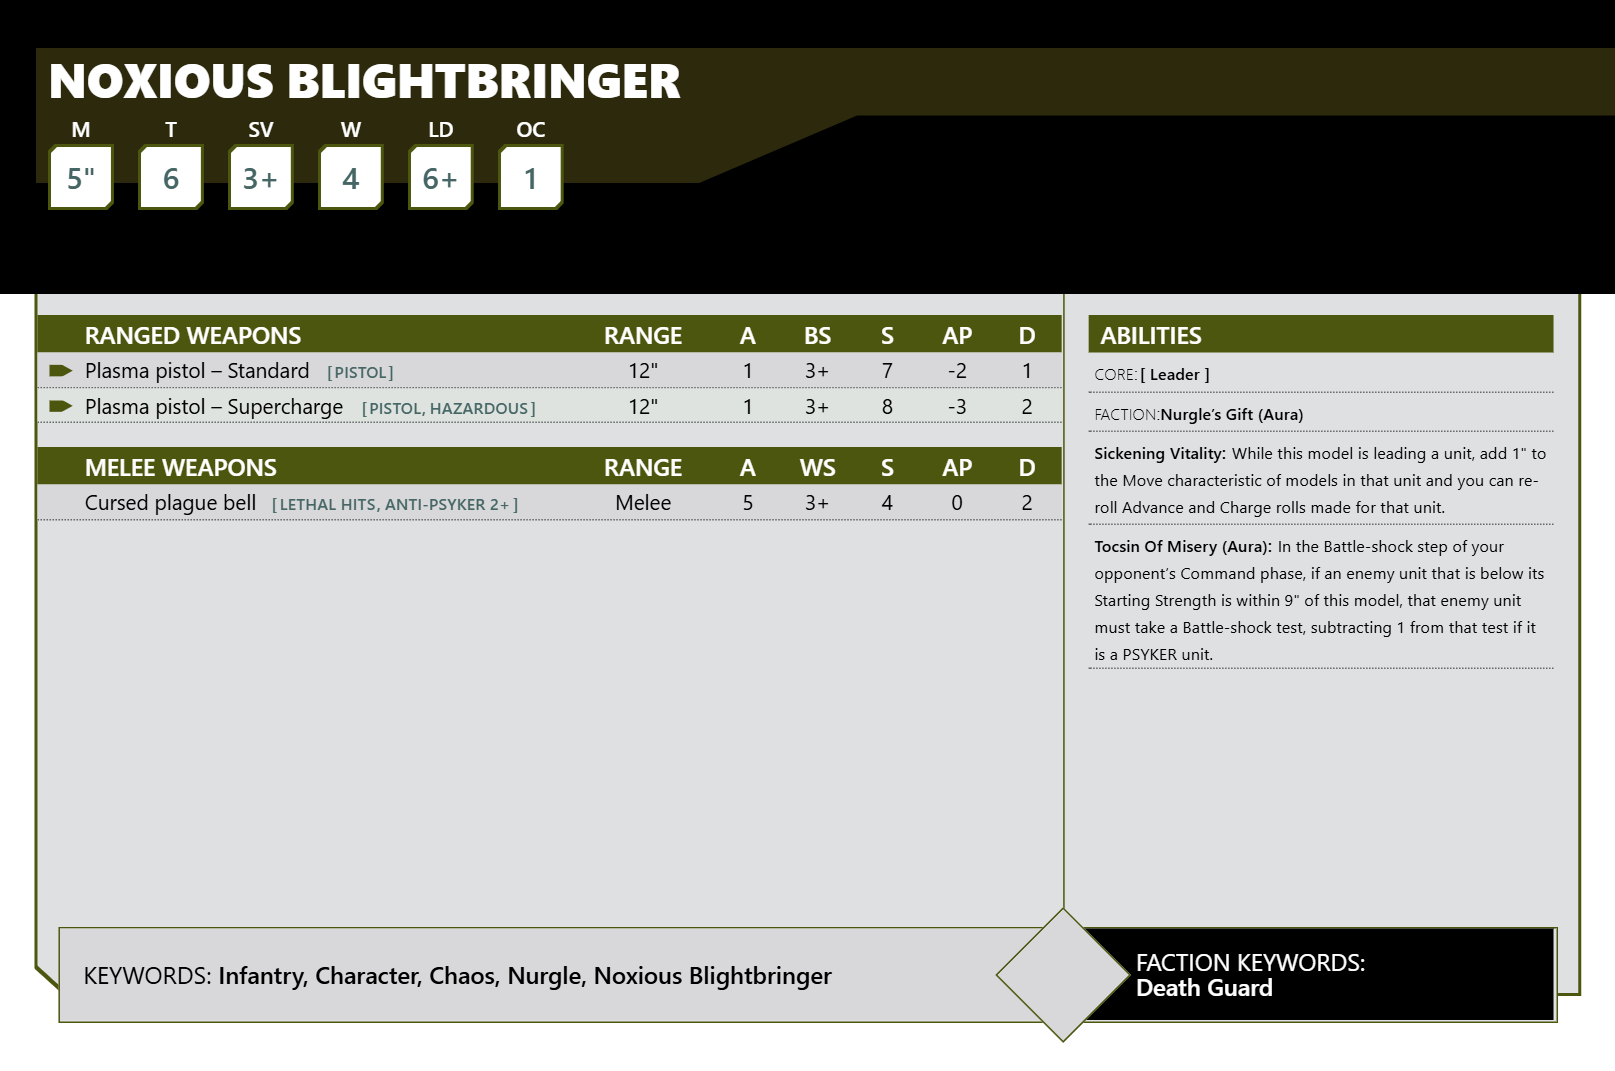 NOXIOUS BLIGHTBRINGER
M T SV W LD OC
5" 6 3+ 4 6+ 1
RANGED WEAPONS RANGE A BS S AP D
Plasma pistol – Standard [PISTOL] 12" 1 3+ 7 -2 1
Plasma pistol – Supercharge [PISTOL, HAZARDOUS] 12" 1 3+ 8 -3 2
MELEE WEAPONS RANGE A WS S AP D
Cursed plague bell [LETHAL HITS, ANTI-PSYKER 2+] Melee 5 3+ 4 0 2
ABILITIES
CORE: [ Leader ]
FACTION:Nurgle’s Gift (Aura)
Sickening Vitality: While this model is leading a unit, add 1" to
the Move characteristic of models in that unit and you can re-
roll Advance and Charge rolls made for that unit.
Tocsin Of Misery (Aura): In the Battle-shock step of your
opponent’s Command phase, if an enemy unit that is below its
Starting Strength is within 9" of this model, that enemy unit
must take a Battle-shock test, subtracting 1 from that test if it
is a PSYKER unit.
KEYWORDS: Infantry, Character, Chaos, Nurgle, Noxious Blightbringer
FACTION KEYWORDS:
Death Guard